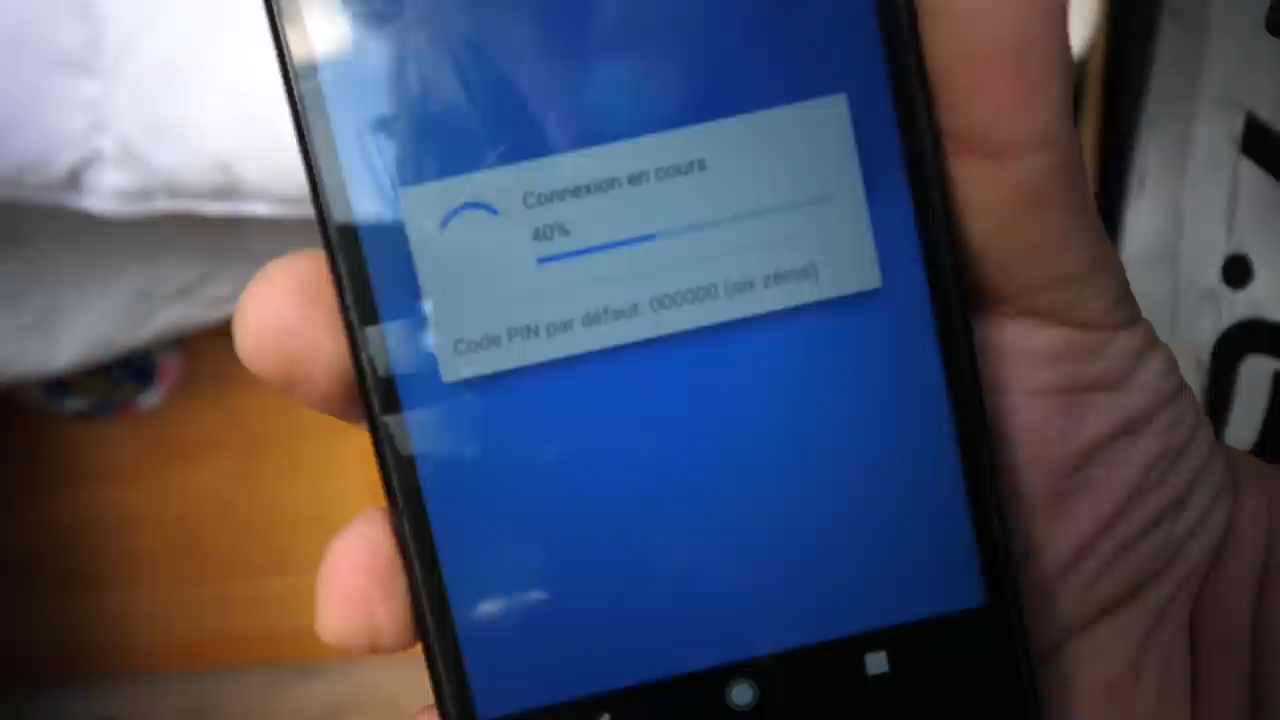 Connexion en cours
40%
Code PIN par défaut: 000000 (six zéros)